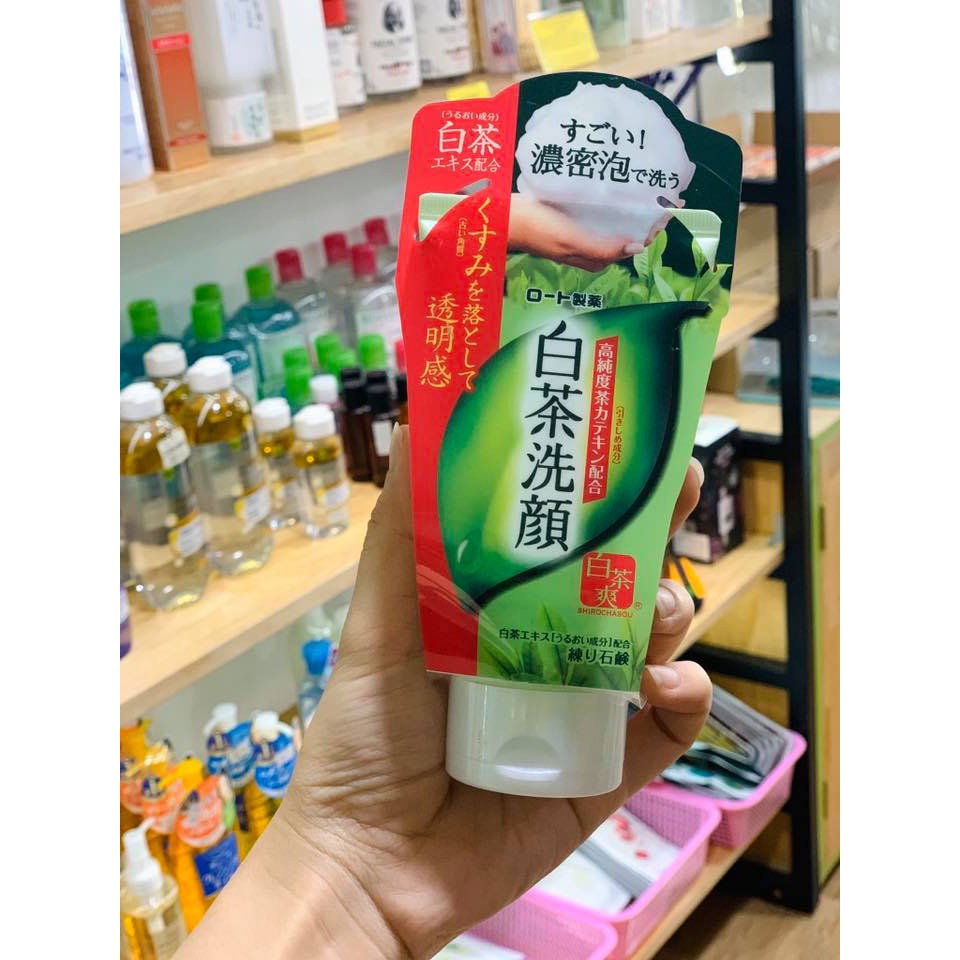 (うるおい成分)
白茶
エキス配合
すごい!
濃密泡で洗う
くすみを落として
(古い角質)
透明感
ロート製薬
白茶洗顔
高純度茶カテキン配合
(引きしめ成分)
白茶爽
SHIROCHASOU®
白茶エキス[うるおい成分]配合
練り石鹸